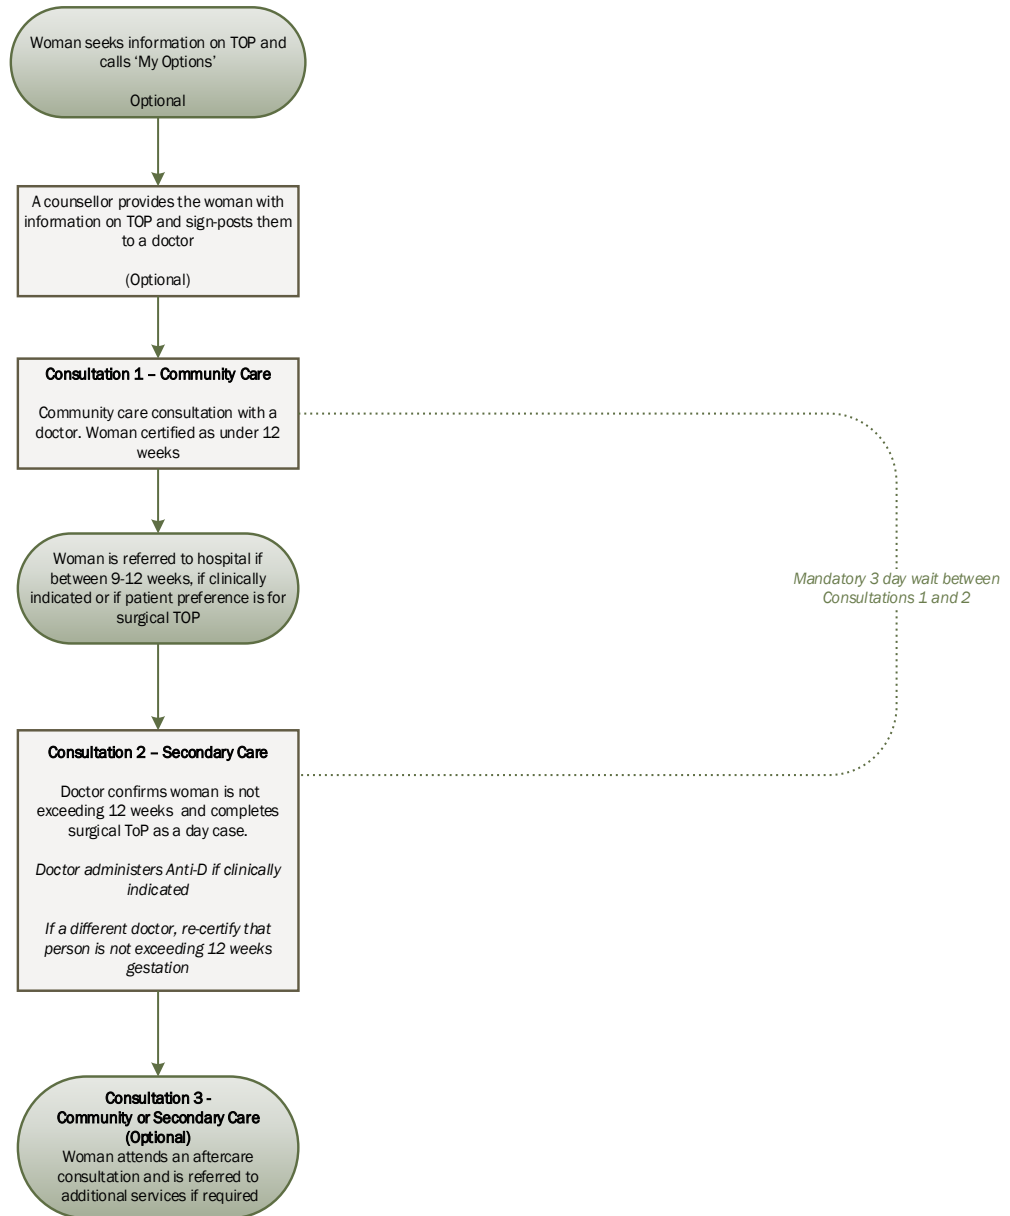 Woman seeks information on TOP and
calls ‘My Options’
Optional
A counsellor provides the woman with
information on TOP and sign-posts them
to a doctor
(Optional)
Consultation 1 – Community Care
Community care consultation with a
doctor. Woman certified as under 12
weeks
Woman is referred to hospital if
between 9-12 weeks, if clinically
indicated or if patient preference is for
surgical TOP
Mandatory 3 day wait between
Consultations 1 and 2
Consultation 2 – Secondary Care
Doctor confirms woman is not
exceeding 12 weeks and completes
surgical ToP as a day case.
Doctor administers Anti-D if clinically
indicated
If a different doctor, re-certify that
person is not exceeding 12 weeks
gestation
Consultation 3 -
Community or Secondary Care
(Optional)
Woman attends an aftercare
consultation and is referred to
additional services if required